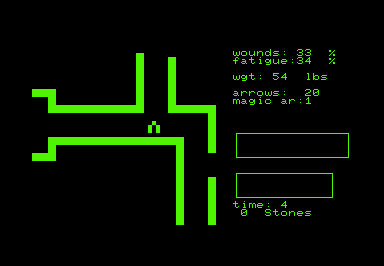 wounds: 33  %
fatigue:34  %
wgt: 54  lbs
arrows:  20
magic ar:1
time: 4
0  Stones